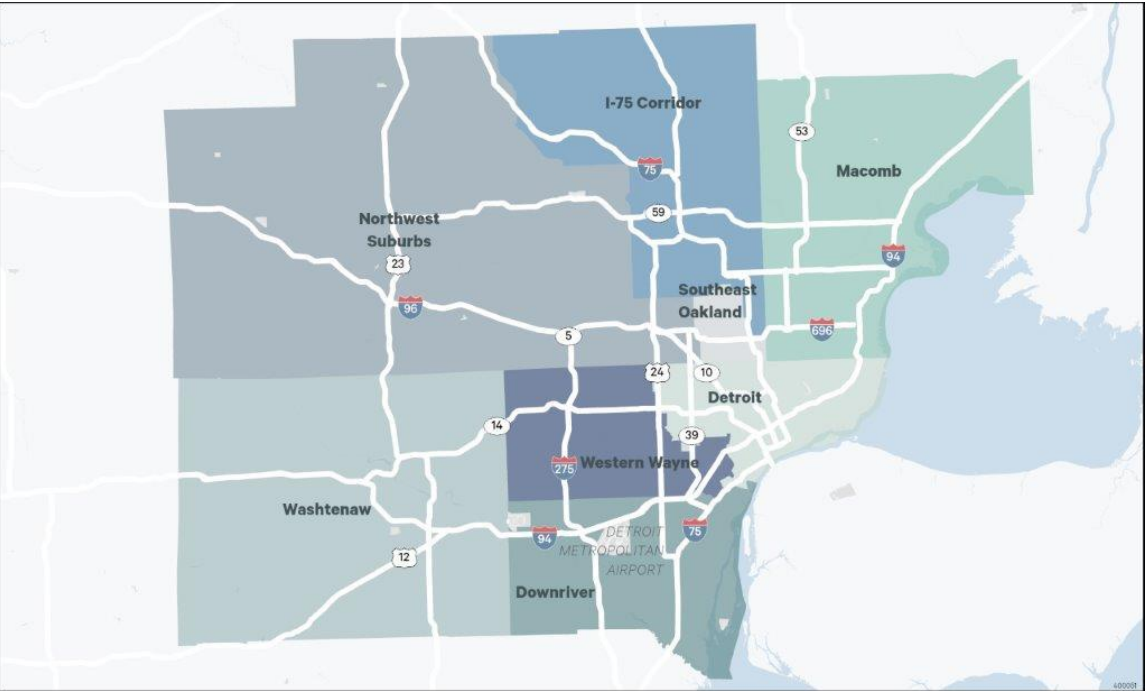 I-75 Corridor
53
75
Macomb
59
Northwest
Suburbs
23
94
Southeast
Oakland
96
696
5
24
10
Detroit
14
39
275
Western Wayne
Washtenaw
75
94
DETROIT
METROPOLITAN
AIRPORT
12
Downriver